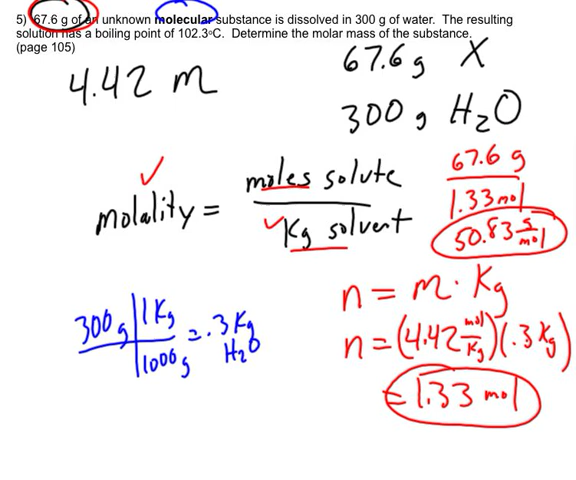 5) 67.6 g of an unknown molecular substance is dissolved in 300 g of water. The resulting
solution has a boiling point of 102.3°C. Determine the molar mass of the substance.
(page 105)
67.6 g X
4.42 m
300 g H₂O
67.6 g
1.33 mol
50.83 g/mol
molality = moles solute / Kg solvent
n = m · Kg
300 g | 1 Kg / 1000 g = .3 Kg H₂O
n = (4.42 mol/Kg)(.3 Kg)
= 1.33 mol